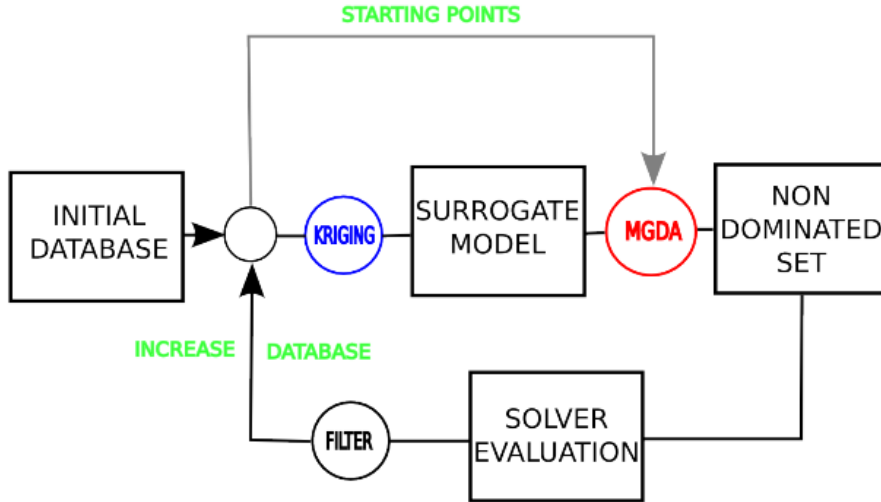 STARTING POINTS
INITIAL
DATABASE
KRIGING
SURROGATE
MODEL
MGDA
NON
DOMINATED
SET
INCREASE DATABASE
FILTER
SOLVER
EVALUATION